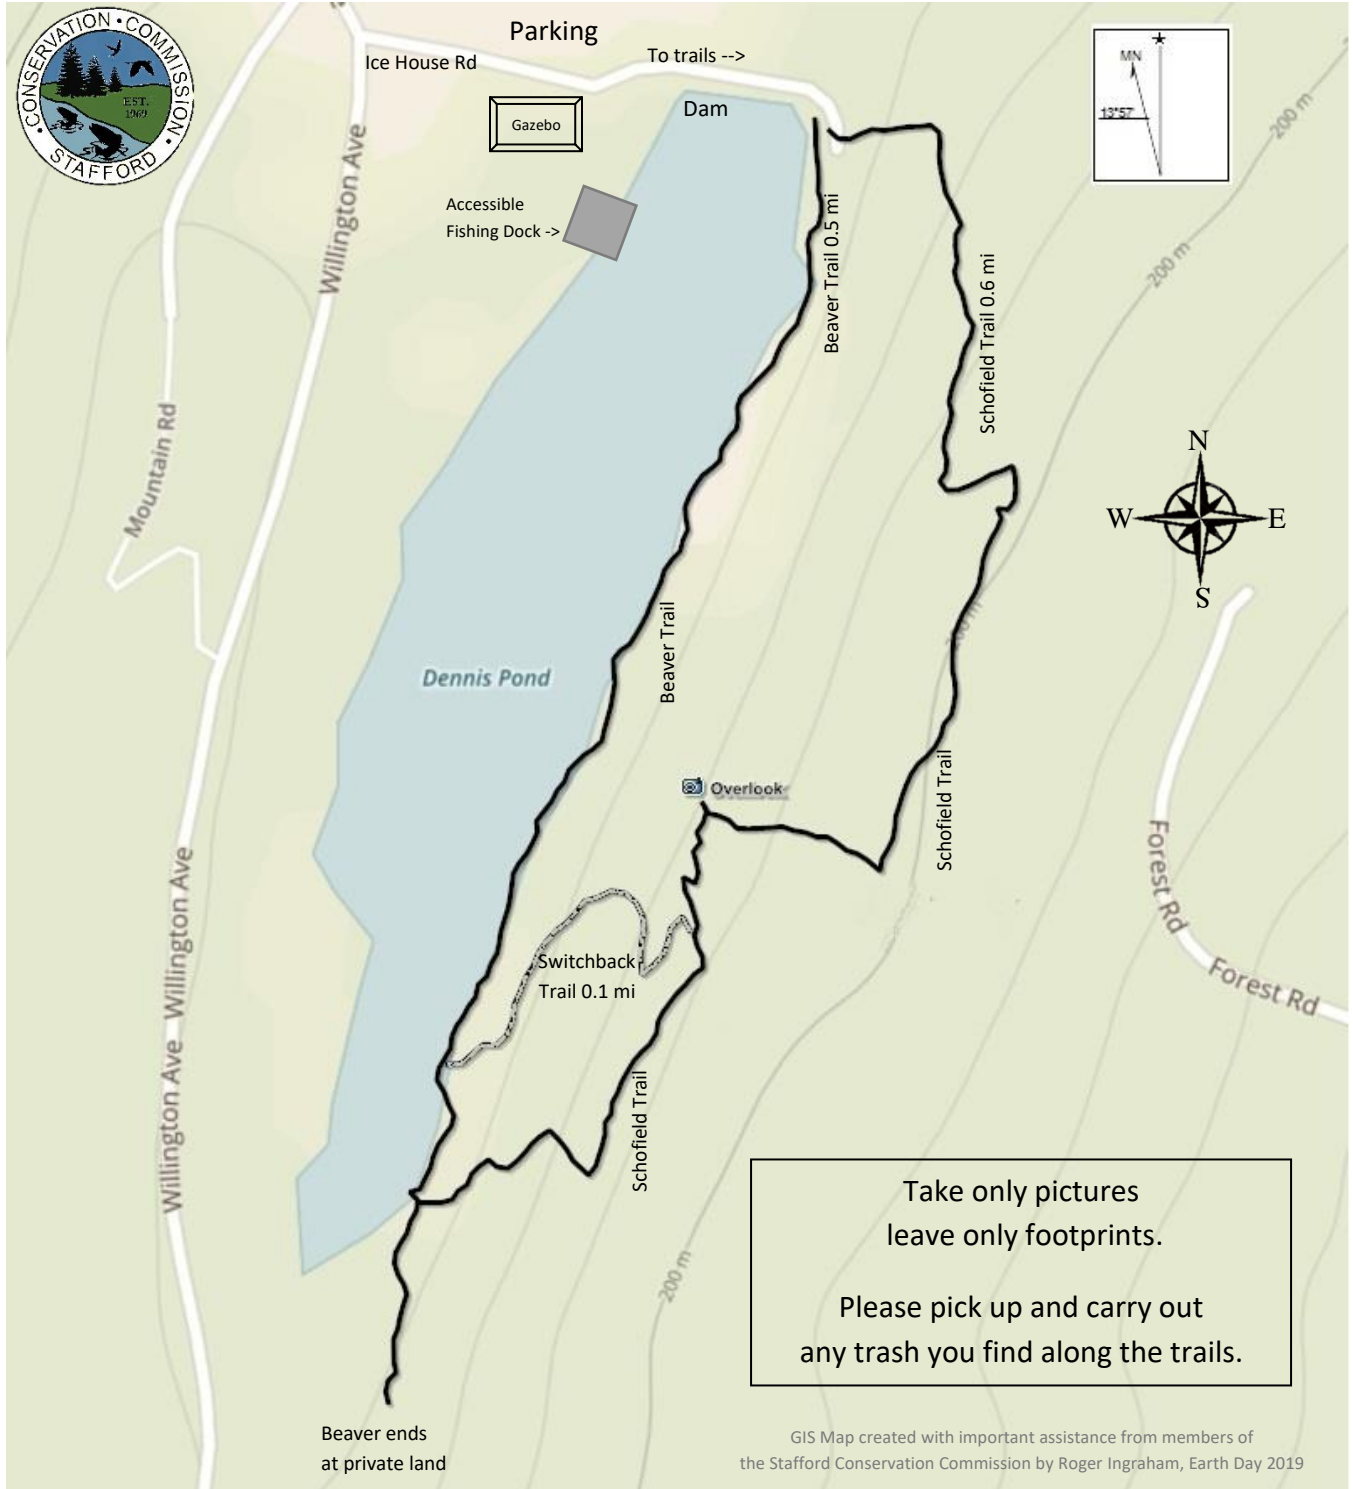 CONSERVATION • COMMISSION • STAFFORD •
EST.
1969
Parking
Ice House Rd
To trails -->
Gazebo
Dam
MN
13°57'
Accessible
Fishing Dock ->
Willington Ave
Mountain Rd
Beaver Trail 0.5 mi
Schofield Trail 0.6 mi
200 m
200 m
N
W
E
S
200 m
Beaver Trail
Dennis Pond
Overlook
Schofield Trail
Forest Rd
Forest Rd
Switchback
Trail 0.1 mi
Willington Ave
Willington Ave
Willington Ave
Schofield Trail
200 m
Take only pictures
leave only footprints.
Please pick up and carry out
any trash you find along the trails.
Beaver ends
at private land
GIS Map created with important assistance from members of
the Stafford Conservation Commission by Roger Ingraham, Earth Day 2019